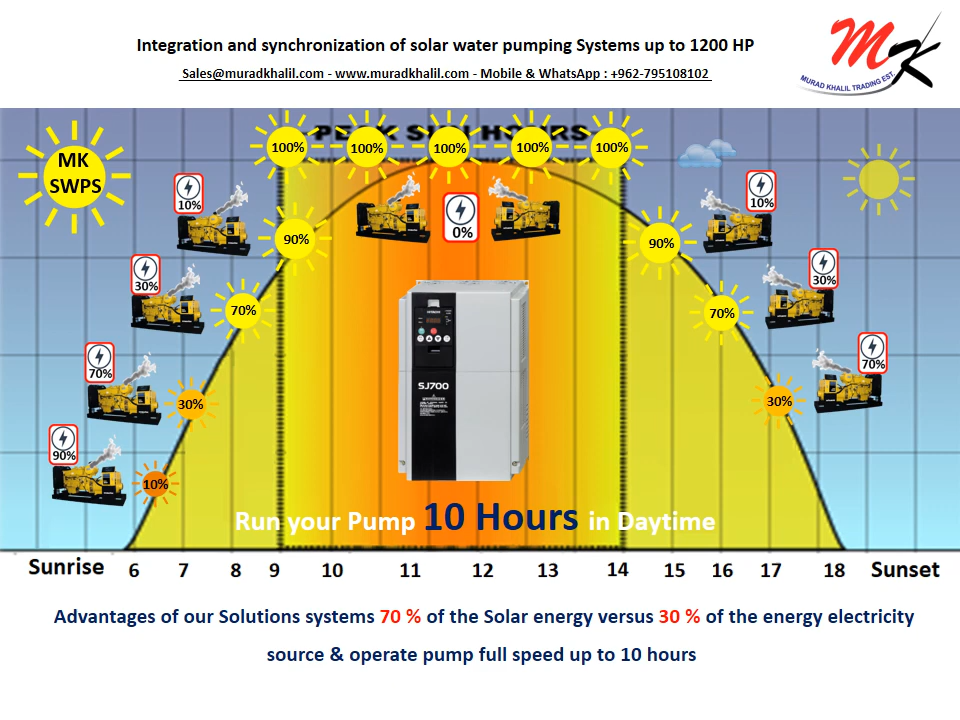 Integration and synchronization of solar water pumping Systems up to 1200 HP
Sales@muradkhalil.com - www.muradkhalil.com - Mobile & WhatsApp : +962-795108102
MK
MURAD KHALIL TRADING EST.
PEAK SUN HOURS
MK
SWPS
100% 100% 100% 100% 100%
10% 10%
0%
90% 90%
30% 30%
70% 70%
70% 70%
30% 30%
90%
10%
SJ700
Run your Pump 10 Hours in Daytime
Sunrise 6 7 8 9 10 11 12 13 14 15 16 17 18 Sunset
Advantages of our Solutions systems 70 % of the Solar energy versus 30 % of the energy electricity
source & operate pump full speed up to 10 hours